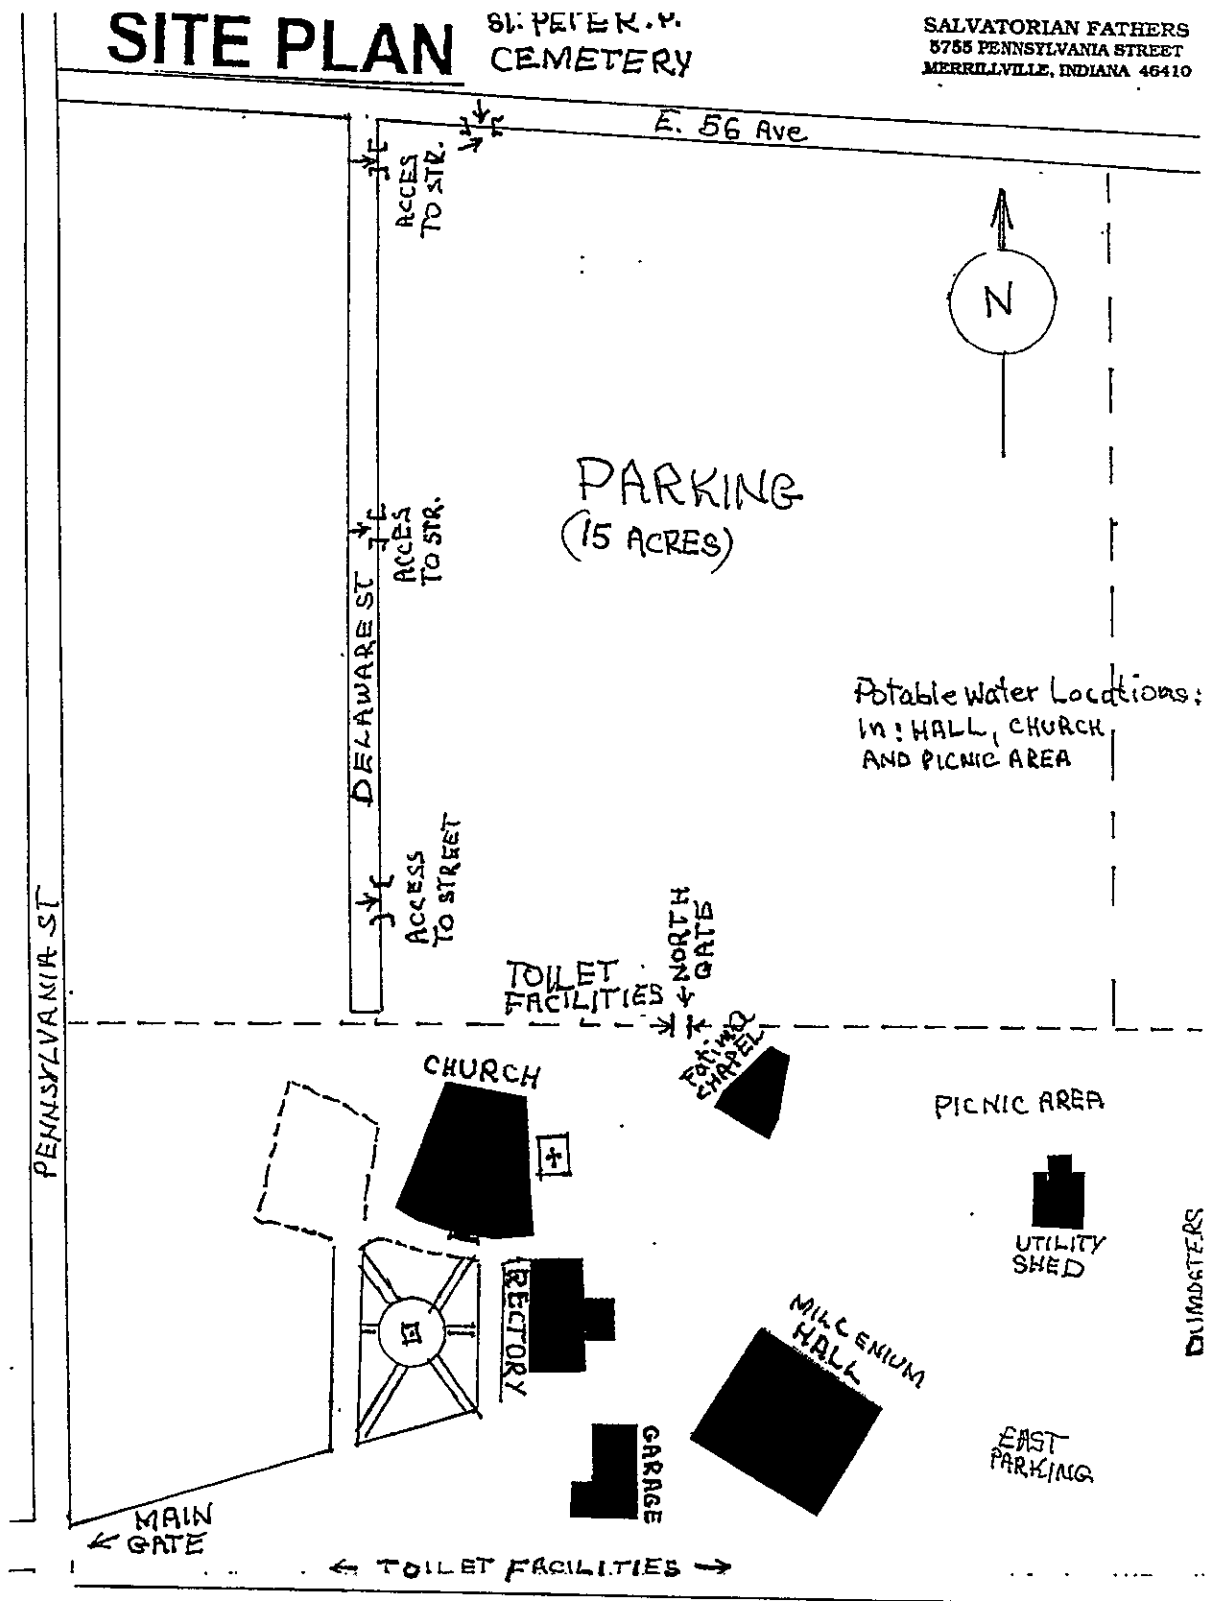 SITE PLAN
CEMETERY
SALVATORIAN FATHERS
5755 PENNSYLVANIA STREET
MERRILLVILLE, INDIANA 46410
E. 56 Ave
ACCES
TO STR.
N
PARKING
(15 ACRES)
ACCES
TO STR.
DELAWARE ST
Potable Water Locations:
In: HALL, CHURCH
AND PICNIC AREA
ACCESS
TO STREET
PENNSYLVANIA ST
NORTH
GATE
TOILET
FACILITIES
Fatima
CHAPEL
CHURCH
PICNIC AREA
UTILITY
SHED
RECTORY
MILLENIUM
HALL
GARAGE
EAST
PARKING
MAIN
GATE
TOILET FACILITIES